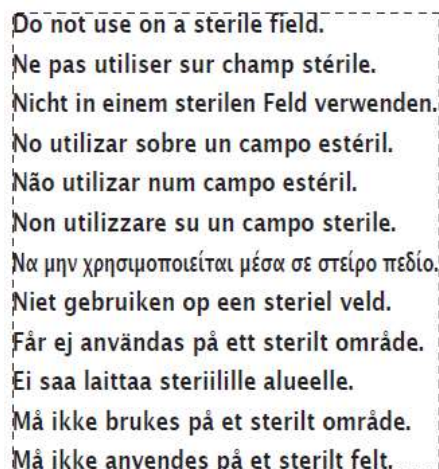 Do not use on a sterile field.
Ne pas utiliser sur champ stérile.
Nicht in einem sterilen Feld verwenden.
No utilizar sobre un campo estéril.
Não utilizar num campo estéril.
Non utilizzare su un campo sterile.
Να μην χρησιμοποιείται μέσα σε στείρο πεδίο.
Niet gebruiken op een steriel veld.
Får ej användas på ett sterilt område.
Ei saa laittaa steriilille alueelle.
Må ikke brukes på et sterilt område.
Må ikke anvendes på et sterilt felt.